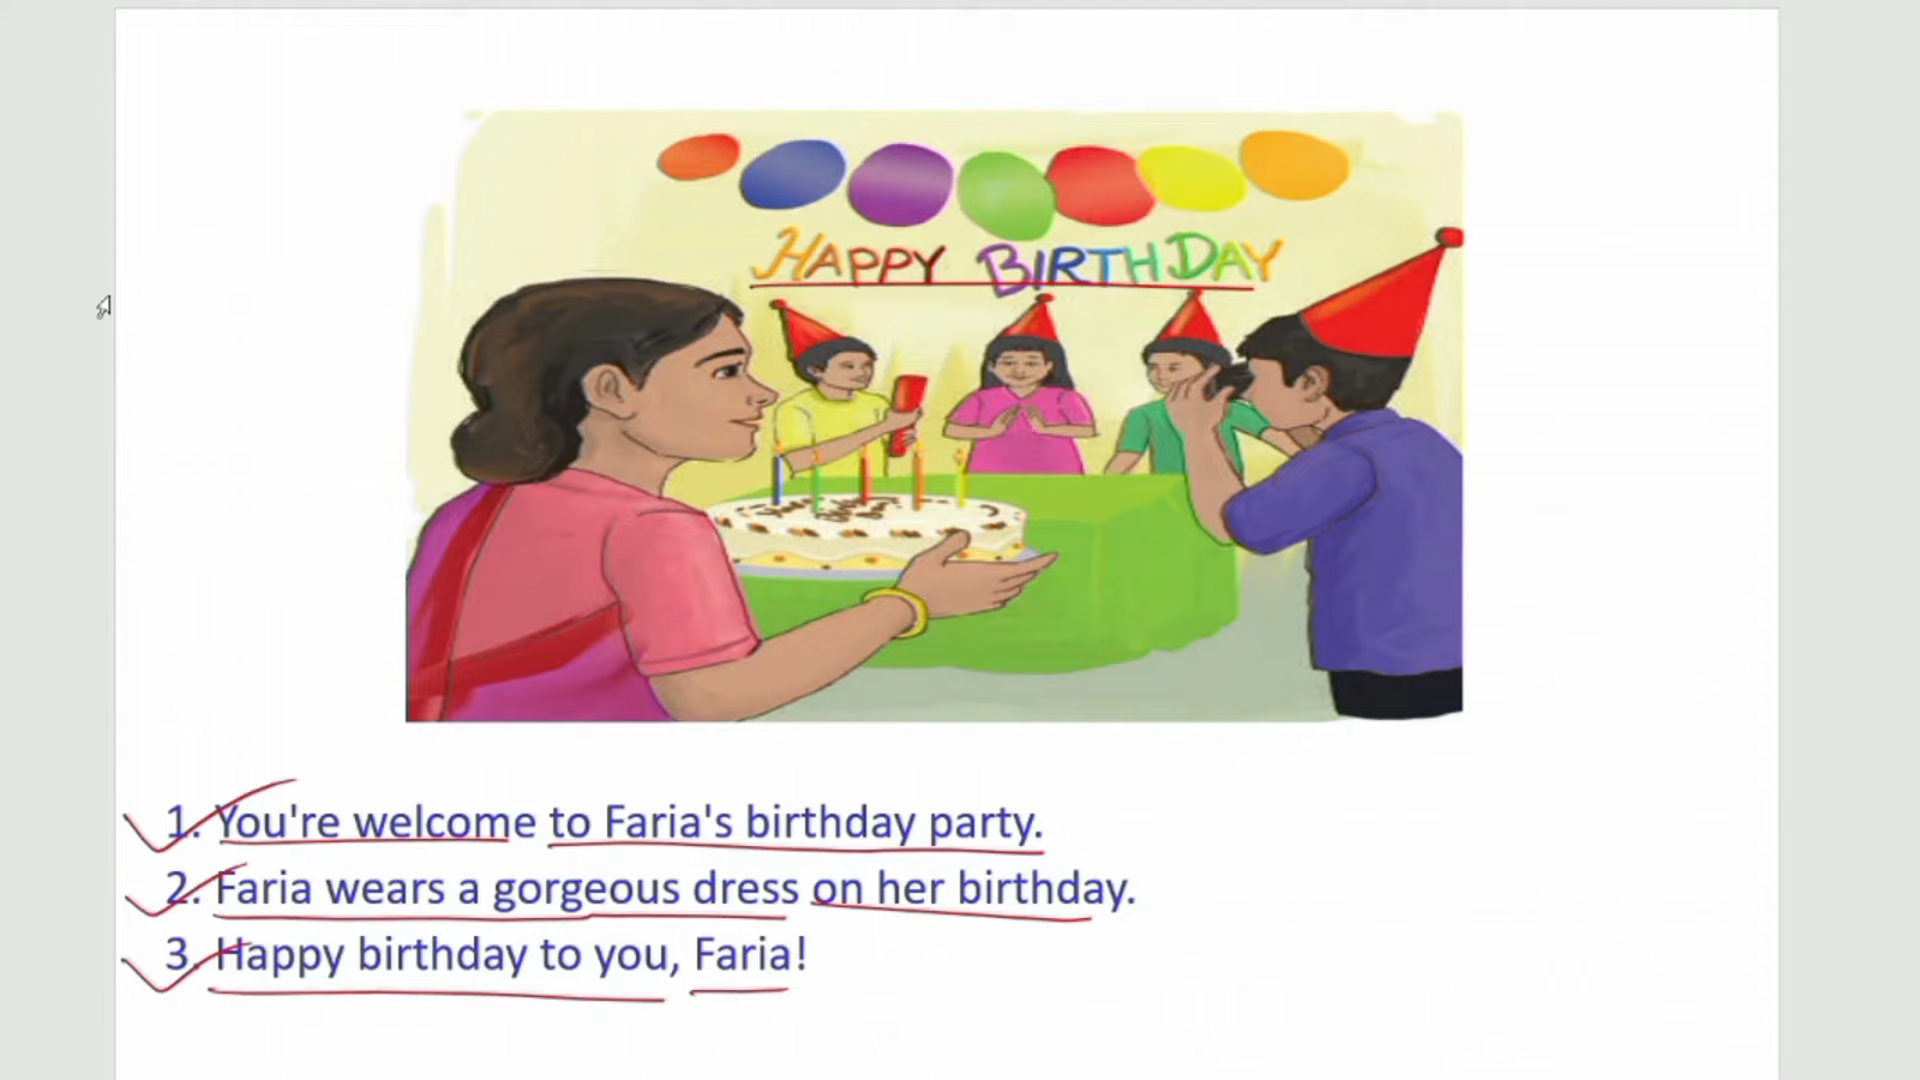 HAPPY BIRTHDAY
1. You're welcome to Faria's birthday party.
2. Faria wears a gorgeous dress on her birthday.
3. Happy birthday to you, Faria!